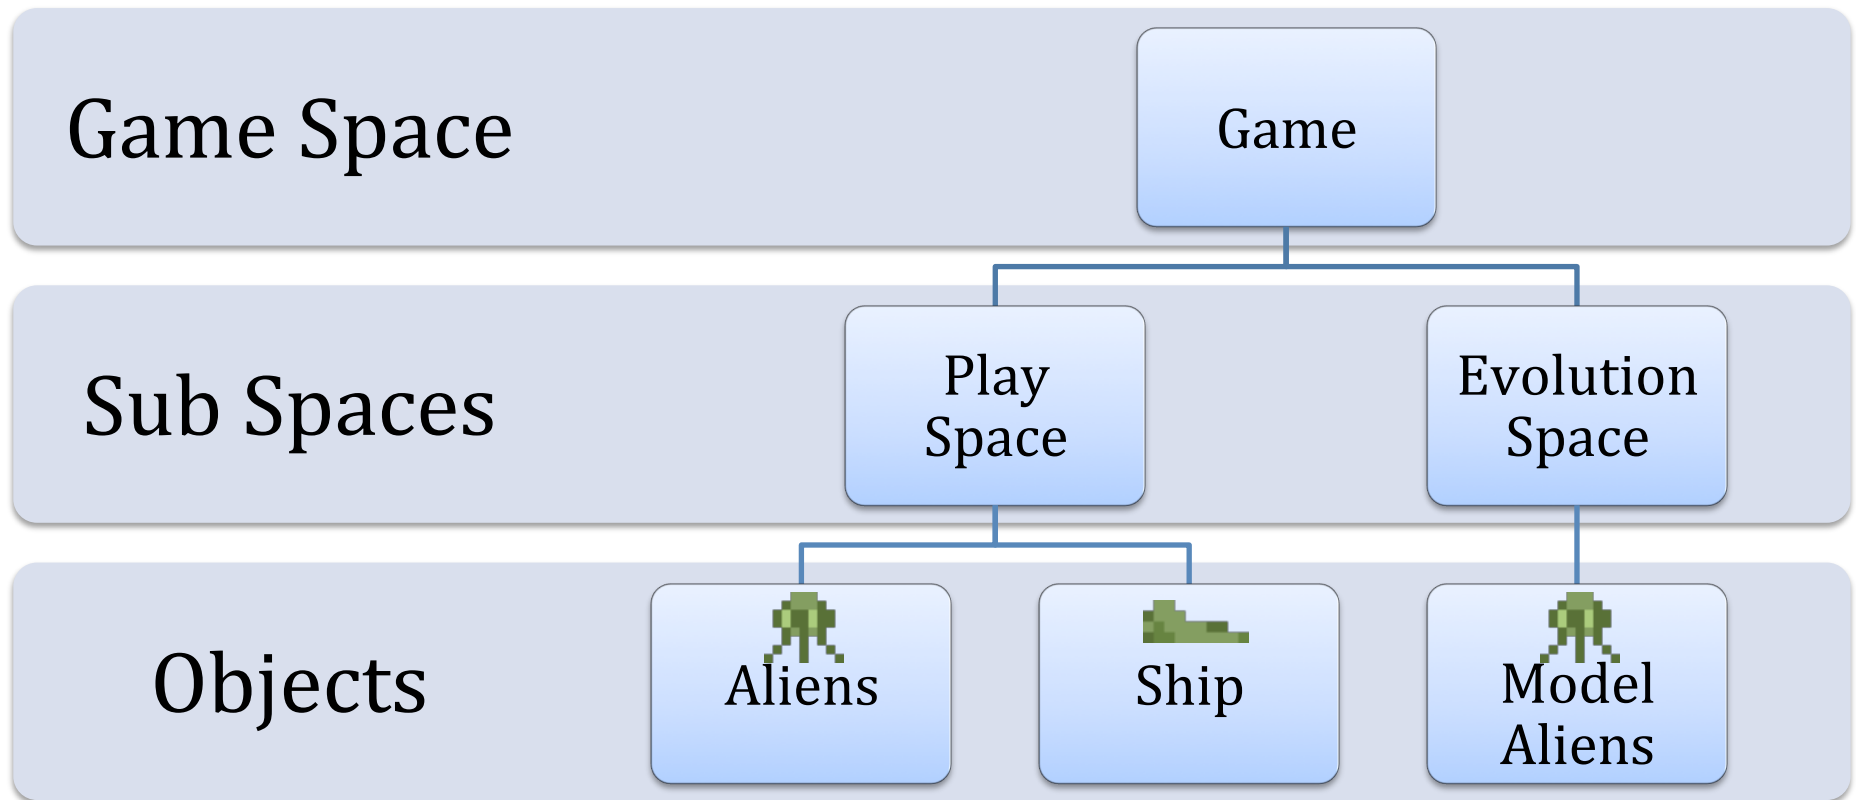 Game Space
Game
Sub Spaces
Play
Space
Evolution
Space
Objects
Aliens
Ship
Model
Aliens